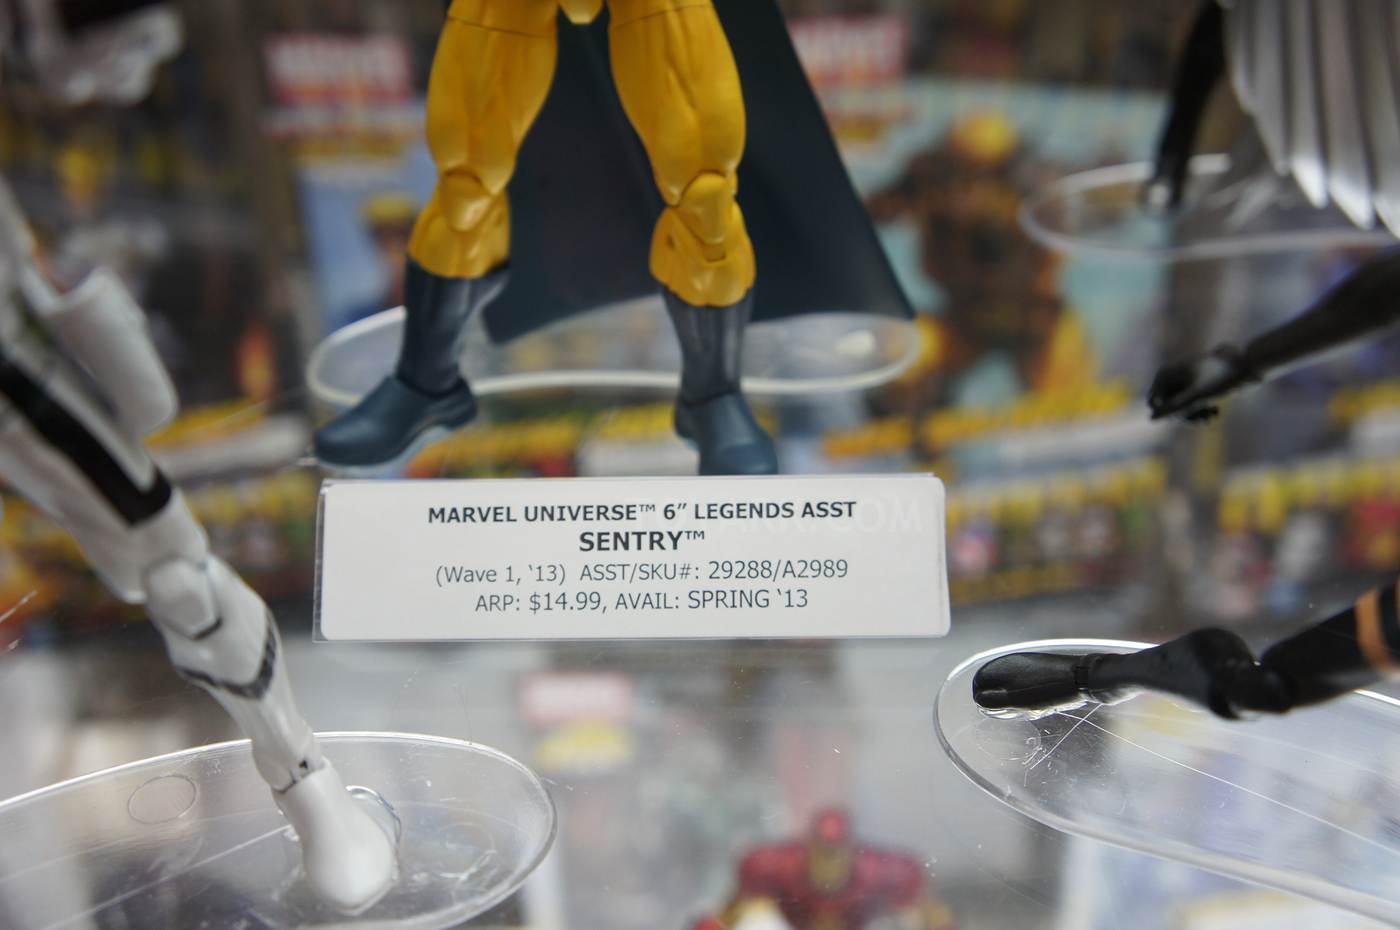 MARVEL
MARVEL UNIVERSE™ 6” LEGENDS ASST
SENTRY™
(Wave 1, ‘13) ASST/SKU#: 29288/A2989
ARP: $14.99, AVAIL: SPRING ‘13